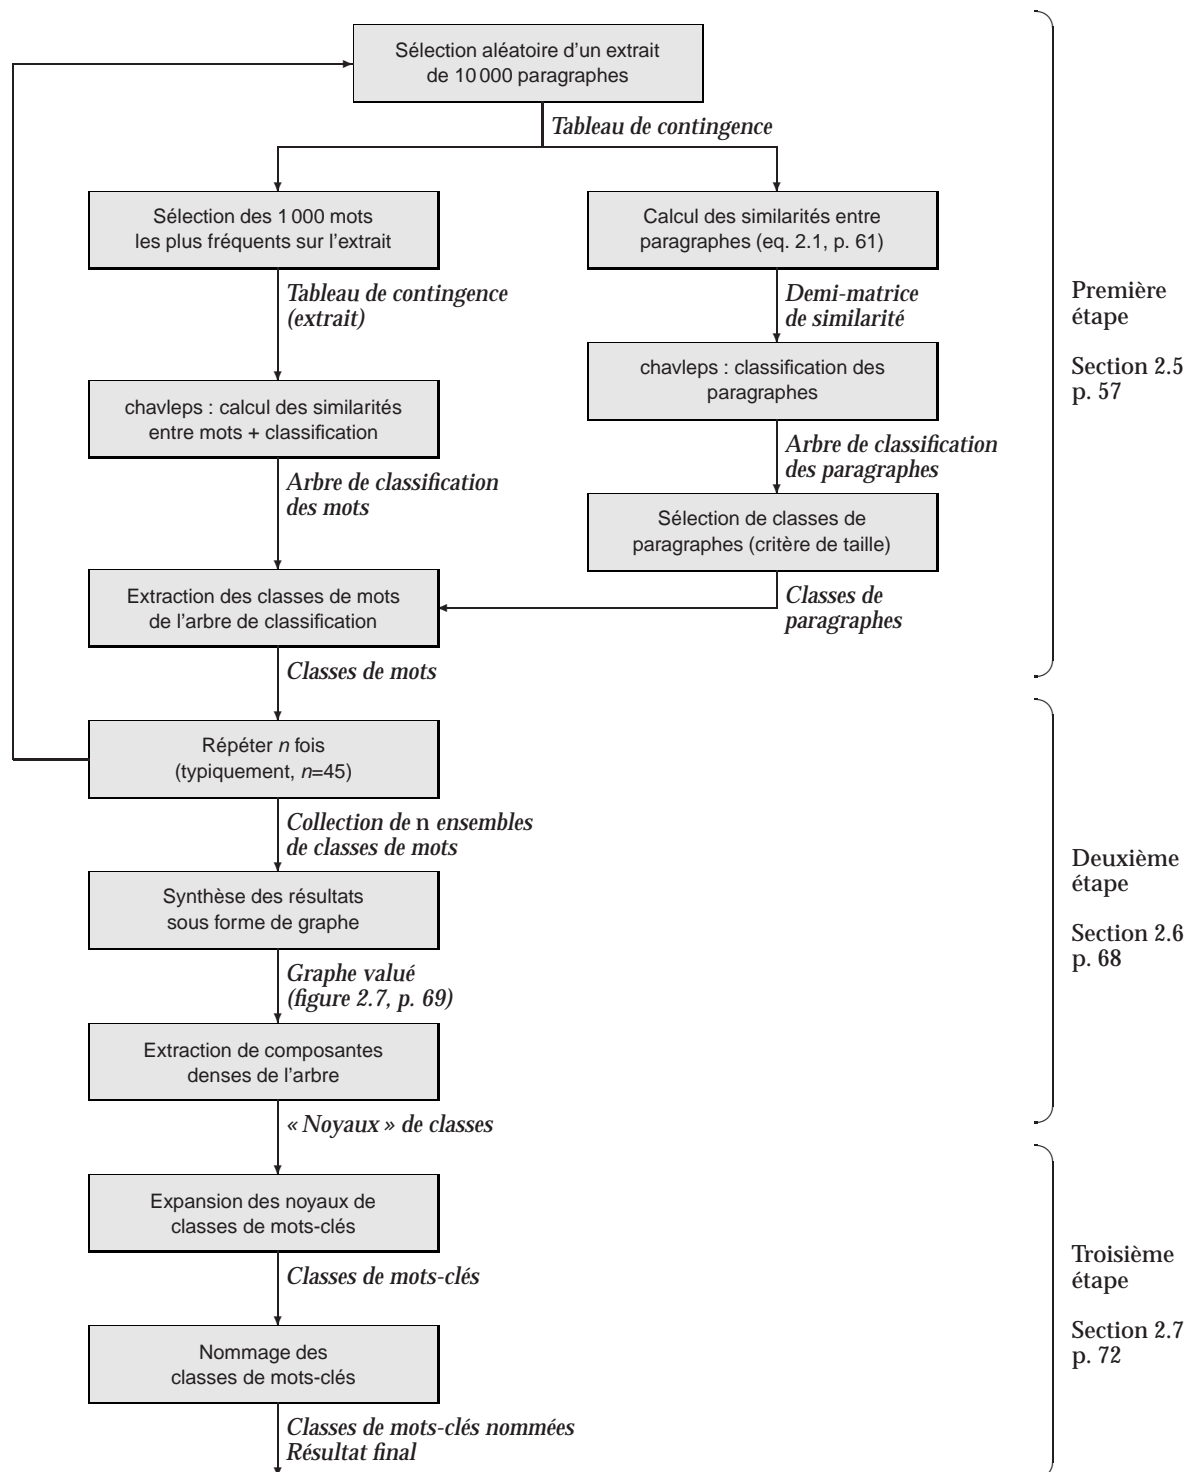 Sélection aléatoire d'un extrait
de 10 000 paragraphes
Tableau de contingence
Sélection des 1 000 mots
les plus fréquents sur l'extrait
Calcul des similarités entre
paragraphes (eq. 2.1, p. 61)
Tableau de contingence
(extrait)
Demi-matrice
de similarité
chavleps : classification des
paragraphes
chavleps : calcul des similarités
entre mots + classification
Arbre de classification
des paragraphes
Arbre de classification
des mots
Sélection de classes de
paragraphes (critère de taille)
Extraction des classes de mots
de l'arbre de classification
Classes de
paragraphes
Classes de mots
Première
étape
Section 2.5
p. 57
Répéter n fois
(typiquement, n=45)
Collection de n ensembles
de classes de mots
Synthèse des résultats
sous forme de graphe
Graphe valué
(figure 2.7, p. 69)
Extraction de composantes
denses de l'arbre
« Noyaux » de classes
Deuxième
étape
Section 2.6
p. 68
Expansion des noyaux de
classes de mots-clés
Classes de mots-clés
Nommage des
classes de mots-clés
Classes de mots-clés nommées
Résultat final
Troisième
étape
Section 2.7
p. 72